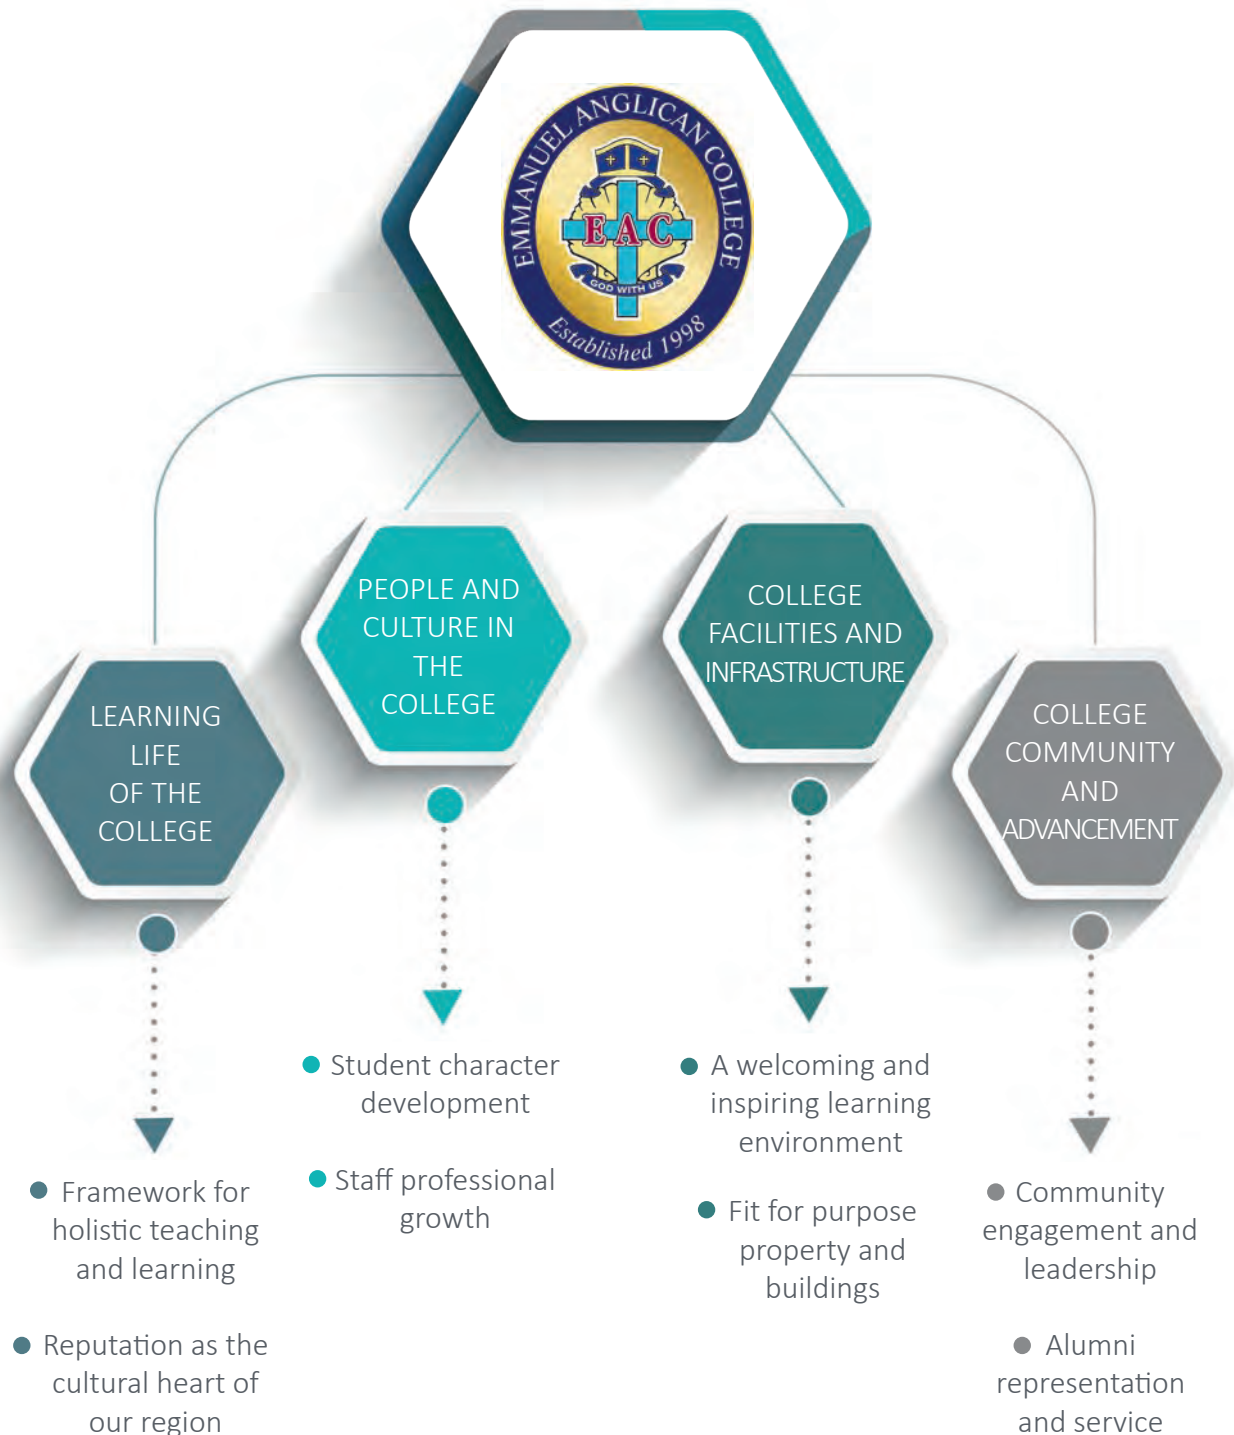 EMMANUEL ANGLICAN COLLEGE
EAC
GOD WITH US
Established 1998
LEARNING
LIFE
OF THE
COLLEGE
PEOPLE AND
CULTURE IN
THE
COLLEGE
COLLEGE
FACILITIES AND
INFRASTRUCTURE
COLLEGE
COMMUNITY
AND
ADVANCEMENT
Framework for
holistic teaching
and learning
Reputation as the
cultural heart of
our region
Student character
development
Staff professional
growth
A welcoming and
inspiring learning
environment
Fit for purpose
property and
buildings
Community
engagement and
leadership
Alumni
representation
and service